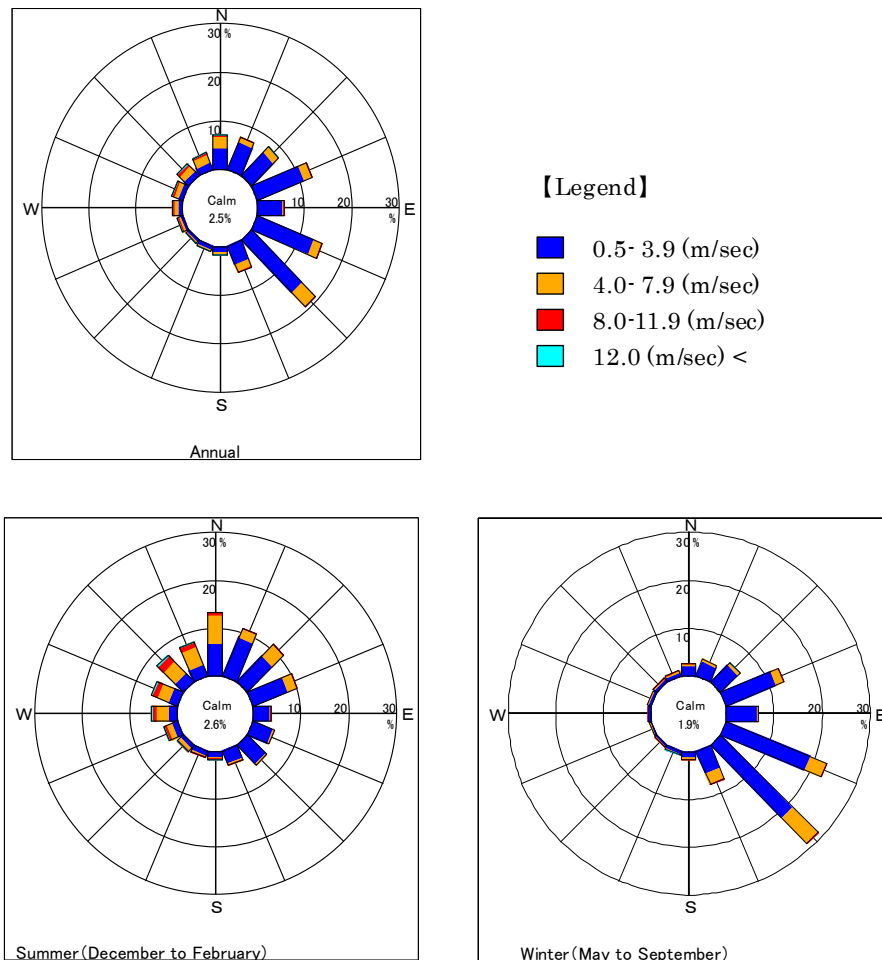 N
30 %
20
10
Calm
2.5%
W
10
20
30
%
E
S
Annual
【Legend】
0.5- 3.9 (m/sec)
4.0- 7.9 (m/sec)
8.0-11.9 (m/sec)
12.0 (m/sec) <
N
30 %
20
Calm
2.6%
W
10
20
30
%
E
S
Summer(December to February)
N
30 %
20
10
Calm
1.9%
W
20
30
%
E
S
Winter(May to September)